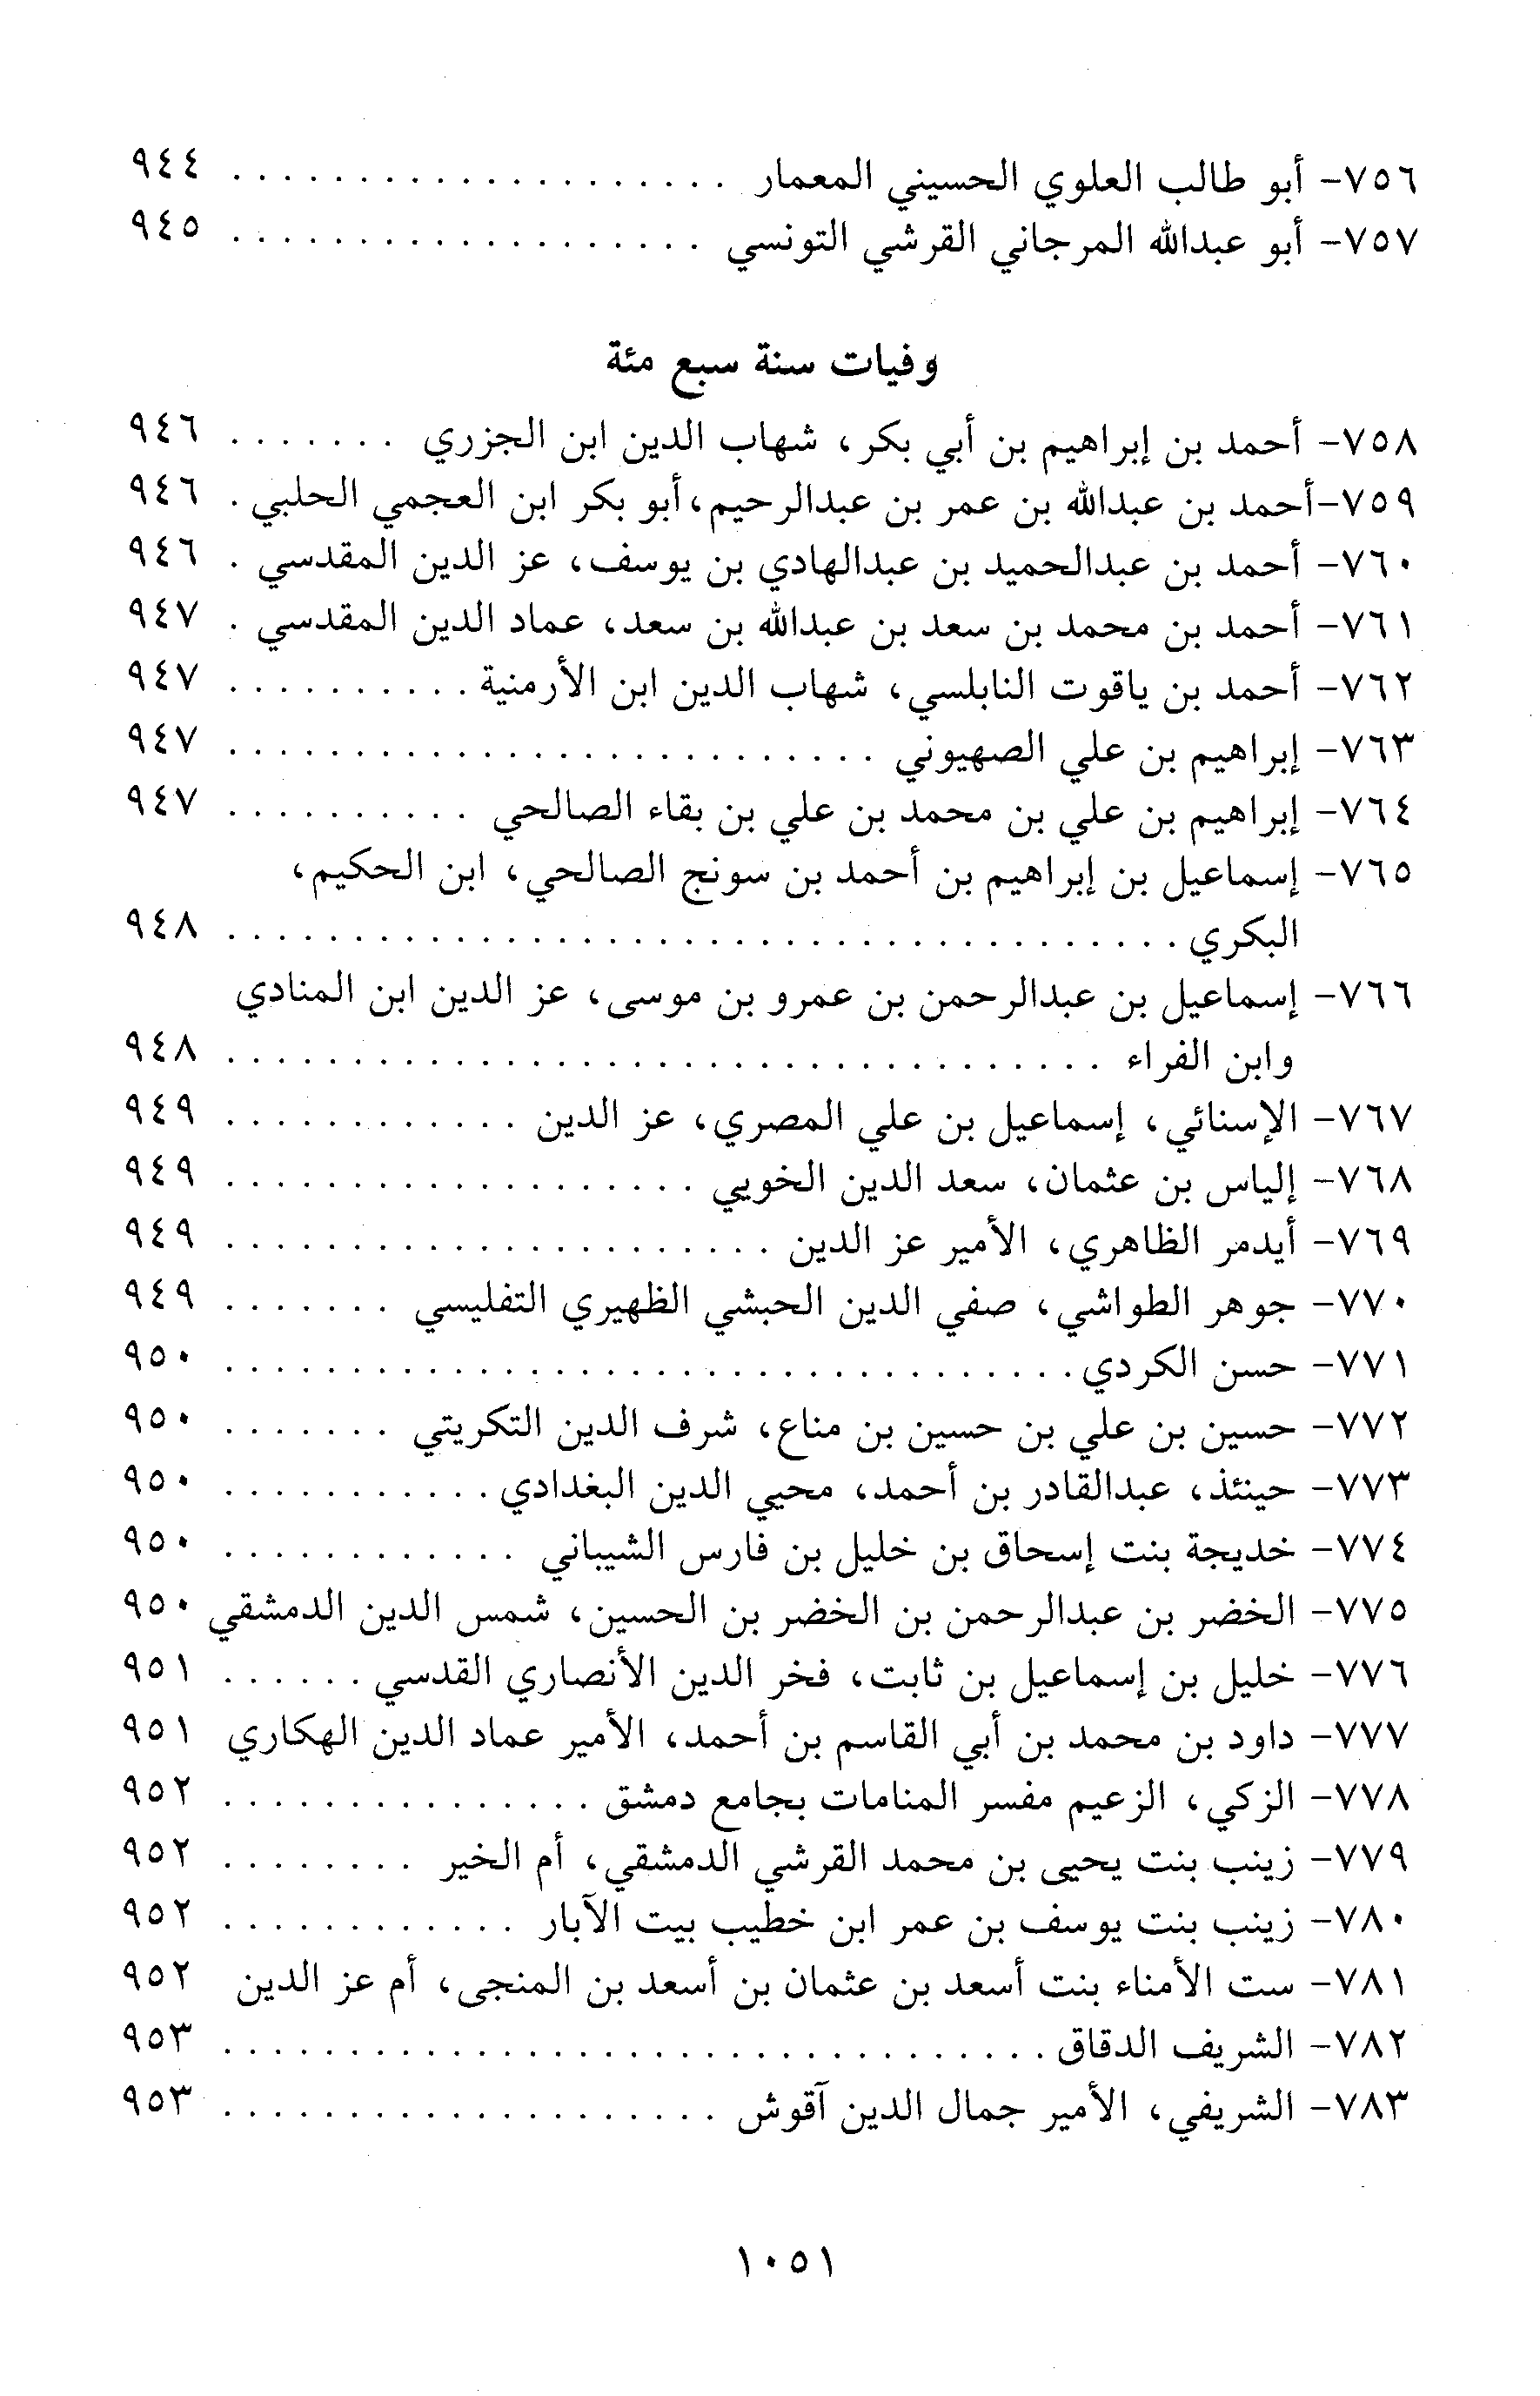 ٧٥٦- أبو طالب العلوي الحسيني المعمار . . . . . . . . . . . . . . . . . . . . ٩٤٤
٧٥٧- أبو عبدالله المرجاني القرشي التونسي . . . . . . . . . . . . . . . . . . . ٩٤٥
وفيات سنة سبع مئة
٧٥٨- أحمد بن إبراهيم بن أبي بكر، شهاب الدين ابن الجزري . . . . . . . ٩٤٦
٧٥٩-أحمد بن عبدالله بن عمر بن عبدالرحيم،أبو بكر ابن العجمي الحلبي . ٩٤٦
٧٦٠- أحمد بن عبدالحميد بن عبدالهادي بن يوسف، عز الدين المقدسي . ٩٤٦
٧٦١- أحمد بن محمد بن سعد بن عبدالله بن سعد، عماد الدين المقدسي . ٩٤٧
٧٦٢- أحمد بن ياقوت النابلسي، شهاب الدين ابن الأرمنية . . . . . . . . . . ٩٤٧
٧٦٣- إبراهيم بن علي الصهيوني . . . . . . . . . . . . . . . . . . . . . . . . . . ٩٤٧
٧٦٤- إبراهيم بن علي بن محمد بن علي بن بقاء الصالحي . . . . . . . . . . ٩٤٧
٧٦٥- إسماعيل بن إبراهيم بن أحمد بن سونج الصالحي، ابن الحكيم،
البكري . . . . . . . . . . . . . . . . . . . . . . . . . . . . . . . . . . . . . . ٩٤٨
٧٦٦- إسماعيل بن عبدالرحمن بن عمرو بن موسى، عز الدين ابن المنادي
وابن الفراء . . . . . . . . . . . . . . . . . . . . . . . . . . . . . . . . . . . ٩٤٨
٧٦٧- الإسنائي، إسماعيل بن علي المصري، عز الدين . . . . . . . . . . . . ٩٤٩
٧٦٨- إلياس بن عثمان، سعد الدين الخويي . . . . . . . . . . . . . . . . . . . ٩٤٩
٧٦٩- أيدمر الظاهري، الأمير عز الدين . . . . . . . . . . . . . . . . . . . . . . ٩٤٩
٧٧٠- جوهر الطواشي، صفي الدين الحبشي الظهيري التفليسي . . . . . . . ٩٤٩
٧٧١- حسن الكردي . . . . . . . . . . . . . . . . . . . . . . . . . . . . . . . . . . ٩٥٠
٧٧٢- حسين بن علي بن حسين بن مناع، شرف الدين التكريتي . . . . . . . ٩٥٠
٧٧٣- حينئذ، عبدالقادر بن أحمد، محيي الدين البغدادي . . . . . . . . . . . ٩٥٠
٧٧٤- خديجة بنت إسحاق بن خليل بن فارس الشيباني . . . . . . . . . . . . ٩٥٠
٧٧٥- الخضر بن عبدالرحمن بن الخضر بن الحسين، شمس الدين الدمشقي ٩٥٠
٧٧٦- خليل بن إسماعيل بن ثابت، فخر الدين الأنصاري القدسي . . . . . . ٩٥١
٧٧٧- داود بن محمد بن أبي القاسم بن أحمد، الأمير عماد الدين الهكاري ٩٥١
٧٧٨- الزكي، الزعيم مفسر المنامات بجامع دمشق . . . . . . . . . . . . . . . ٩٥٢
٧٧٩- زينب بنت يحيى بن محمد القرشي الدمشقي، أم الخير . . . . . . . . ٩٥٢
٧٨٠- زينب بنت يوسف بن عمر ابن خطيب بيت الآبار . . . . . . . . . . . . ٩٥٢
٧٨١- ست الأمناء بنت أسعد بن عثمان بن أسعد بن المنجى، أم عز الدين ٩٥٢
٧٨٢- الشريف الدقاق . . . . . . . . . . . . . . . . . . . . . . . . . . . . . . . . . ٩٥٣
٧٨٣- الشريفي، الأمير جمال الدين آقوش . . . . . . . . . . . . . . . . . . . . ٩٥٣
١٠٥١